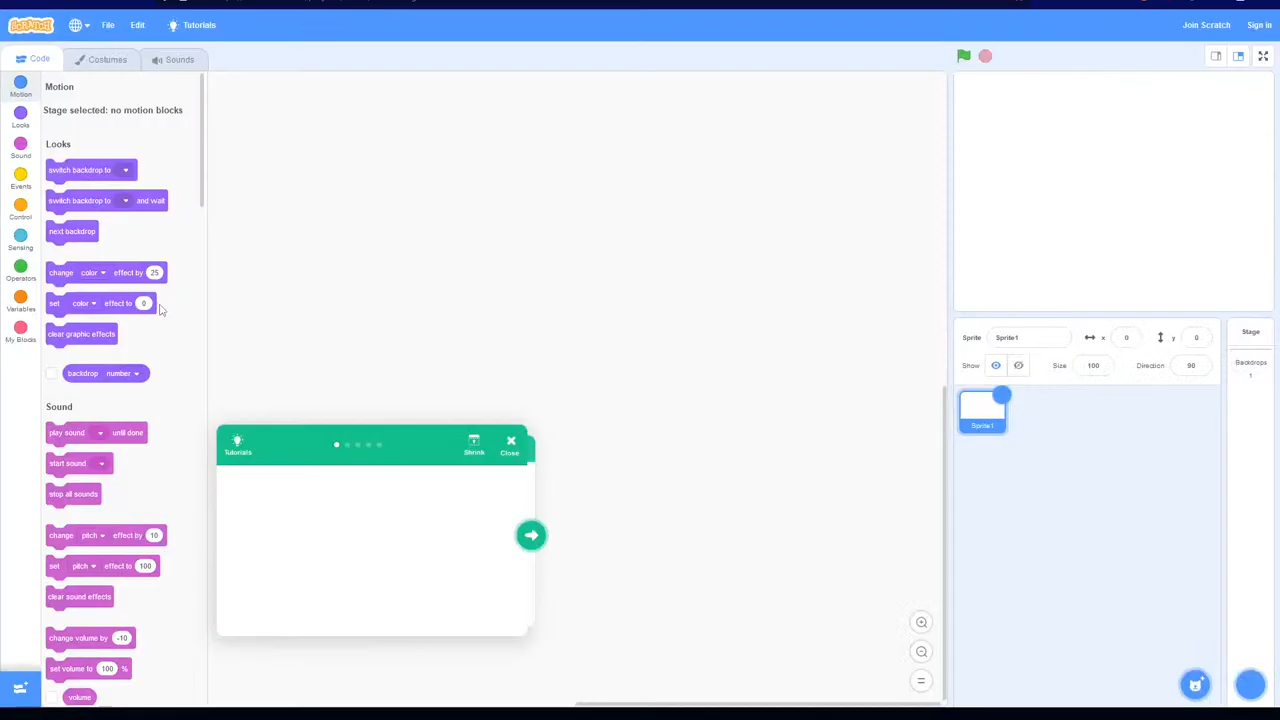 SCRATCH File Edit Tutorials Join Scratch Sign in
Code Costumes Sounds
Motion
Looks
Sound
Events
Control
Sensing
Operators
Variables
My Blocks
Motion
Stage selected: no motion blocks
Looks
switch backdrop to
switch backdrop to and wait
next backdrop
change color effect by 25
set color effect to 0
clear graphic effects
backdrop number
Sound
play sound until done
start sound
stop all sounds
change pitch effect by 10
set pitch effect to 100
clear sound effects
change volume by -10
set volume to 100 %
volume
Tutorials Shrink Close
Sprite Sprite1 x 0 y 0
Show Size 100 Direction 90
Sprite1
Stage
Backdrops
1